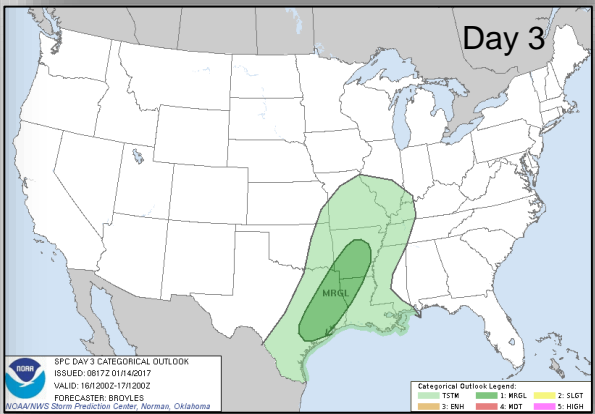 Day 3
MRGL
NOAA
SPC DAY 3 CATEGORICAL OUTLOOK
ISSUED: 0817Z 01/14/2017
VALID: 16/1200Z-17/1200Z
FORECASTER: BROYLES
NOAA/NWS Storm Prediction Center, Norman, Oklahoma
Categorical Outlook Legend:
TSTM 1: MRGL 2: SLGT
3: ENH 4: MDT 5: HIGH